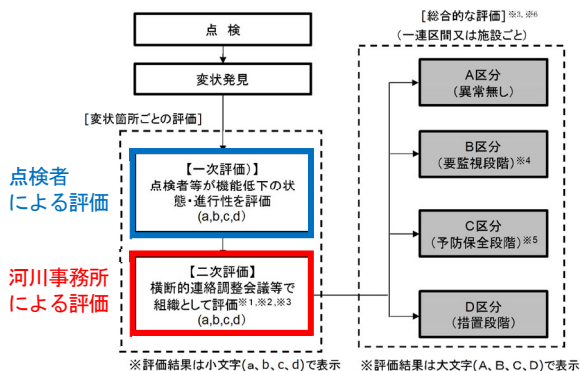 点 検
変状発見
[変状箇所ごとの評価]
点検者
による評価
【一次評価)】
点検者等が機能低下の状
態・進行性を評価
(a,b,c,d)
河川事務所
による評価
【二次評価】
横断的連絡調整会議等で
組織として評価※1,※2,※3
(a,b,c,d)
※評価結果は小文字(a、b、c、d)で表示
[総合的な評価]※3,※6
(一連区間又は施設ごと)
A区分
(異常無し)
B区分
(要監視段階)※4
C区分
(予防保全段階)※5
D区分
(措置段階)
※評価結果は大文字(A、B、C、D)で表示